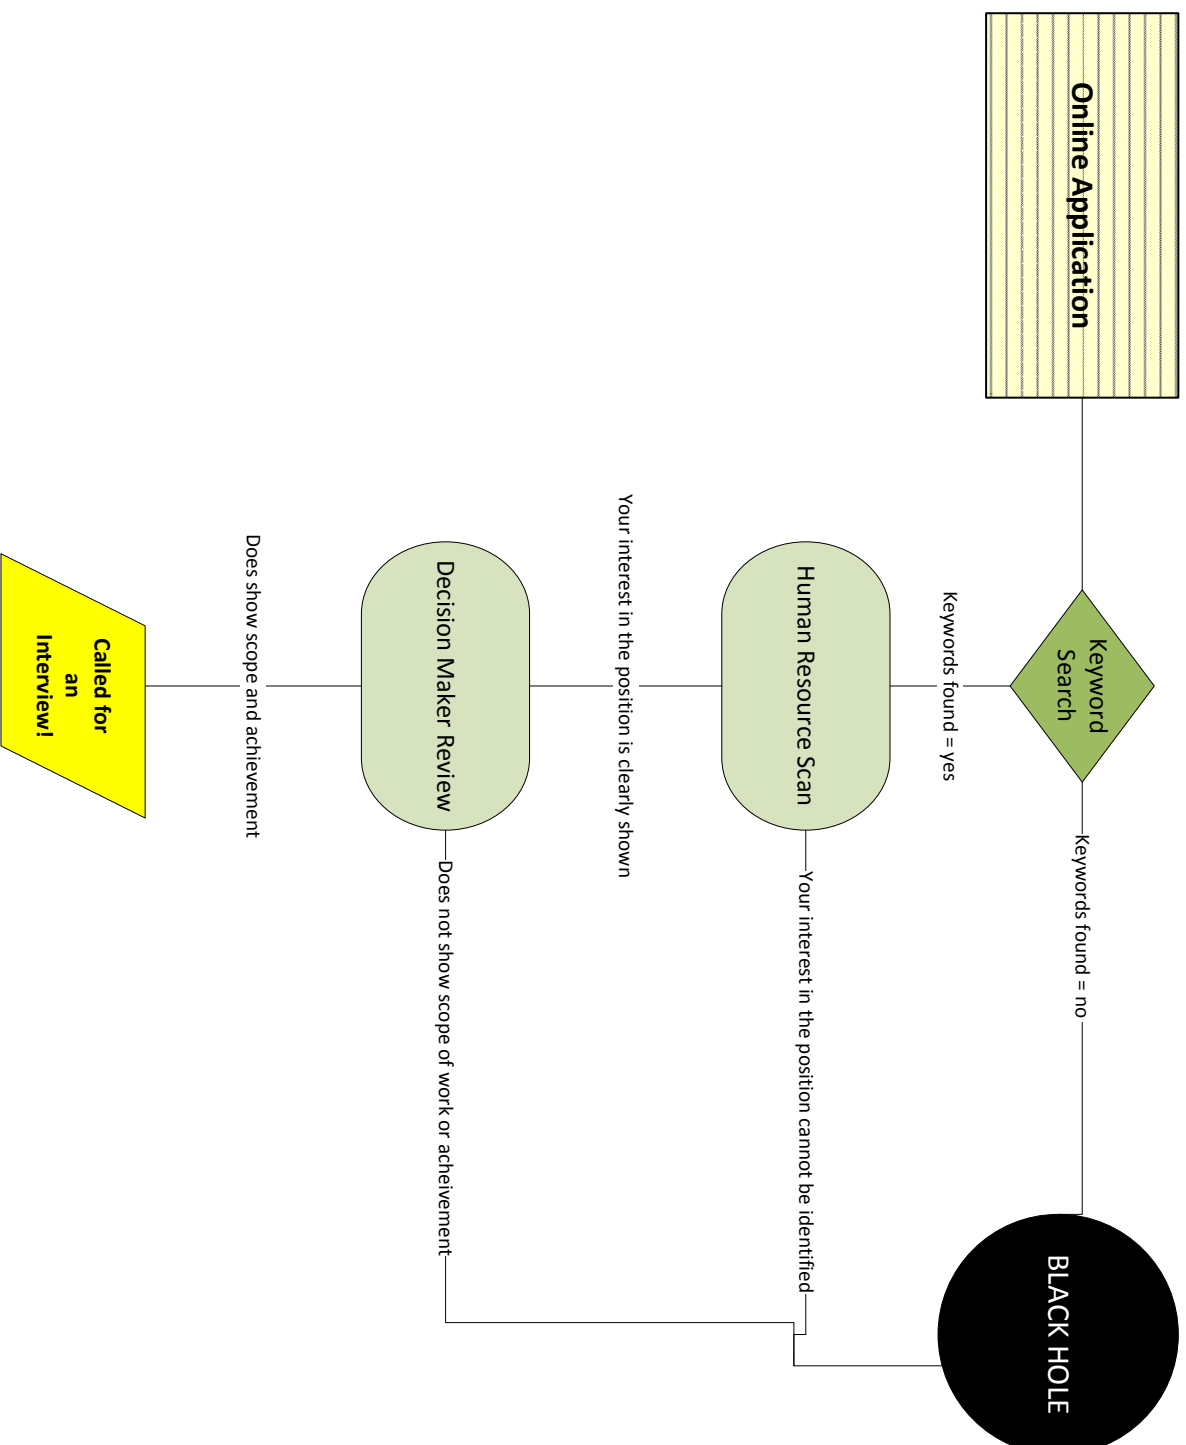 Online Application
Keyword
Search
Keywords found = no
BLACK HOLE
Keywords found = yes
Human Resource Scan
Your interest in the position cannot be identified
Your interest in the position is clearly shown
Decision Maker Review
Does not show scope of work or acheivement
Does show scope and achievement
Called for
an
Interview!